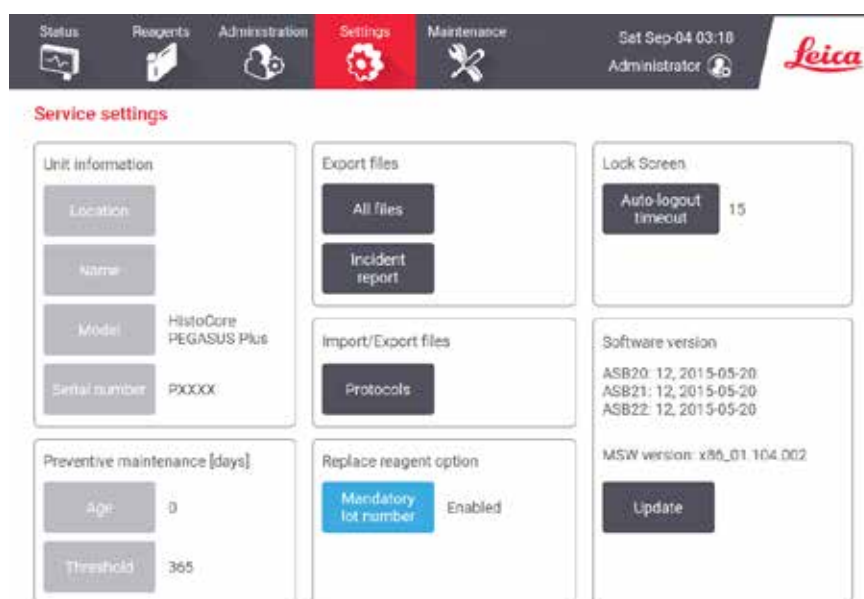 Status
Reagents
Administration
Settings
Maintenance
Sat Sep-04 03:18
Administrator
Leica
Service settings
Unit information
Location
Name
Model
HistoCore
PEGASUS Plus
Serial number
PXXXX
Preventive maintenance [days]
Age
0
Threshold
365
Export files
All files
Incident
report
Import/Export files
Protocols
Replace reagent option
Mandatory
lot number
Enabled
Lock Screen
Auto-logout
timeout
15
Software version
ASB20: 12, 2015-05-20
ASB21: 12, 2015-05-20
ASB22: 12, 2015-05-20
MSW version: x86_01.104.002
Update